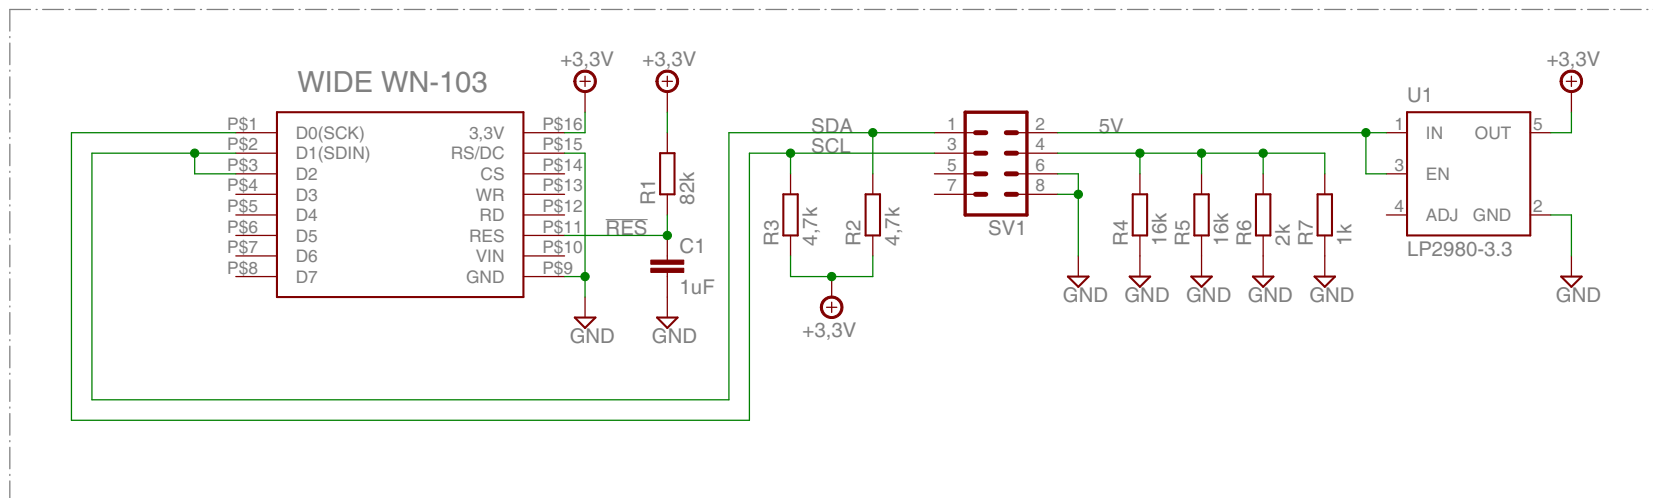 WIDE WN-103
+3,3V
+3,3V
P$1 D0(SCK) 3,3V P$16
P$2 D1(SDIN) RS/DC P$15
P$3 D2 CS P$14
P$4 D3 WR P$13
P$5 D4 RD P$12
P$6 D5 RES P$11
P$7 D6 VIN P$10
P$8 D7 GND P$9
RES
R1
82k
C1
1uF
GND
GND
SDA
SCL
R3
4,7k
R2
4,7k
+3,3V
1 2
3 4
5 6
7 8
SV1
5V
GND
R4
16k
GND
R5
16k
GND
R6
2k
GND
R7
1k
GND
U1
+3,3V
1 IN OUT 5
3 EN
4 ADJ GND 2
LP2980-3.3
GND